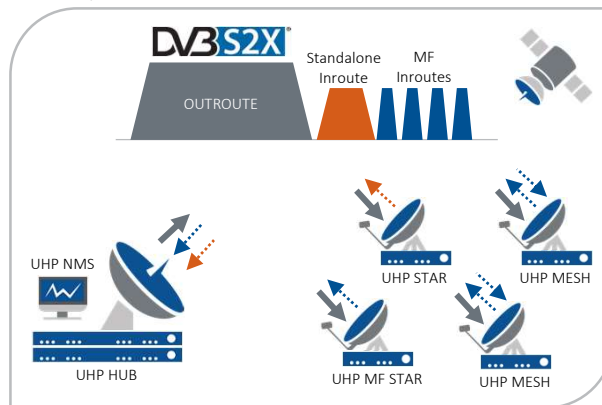 DVB S2X
Standalone
Inroute
MF
Inroutes
OUTROUTE
UHP NMS
UHP HUB
UHP STAR
UHP MESH
UHP MF STAR
UHP MESH